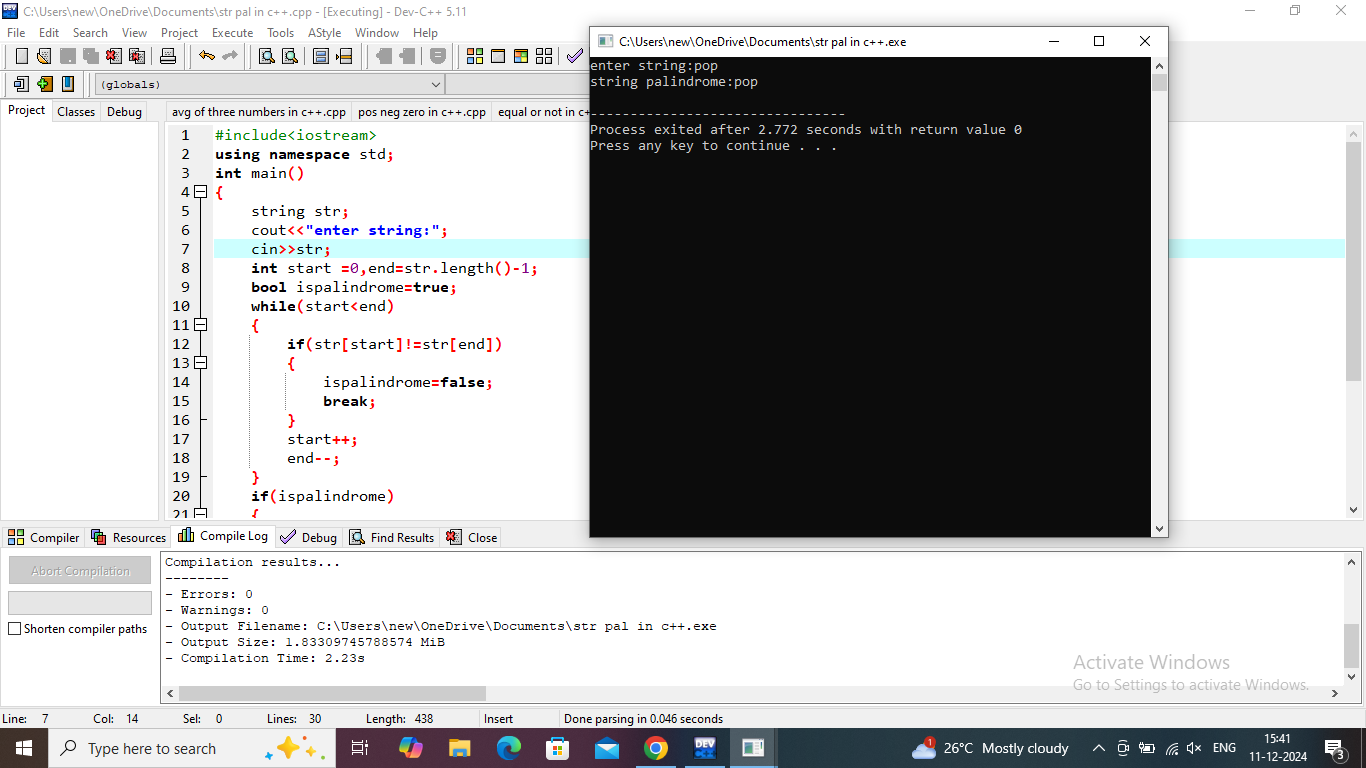 C:\Users\new\OneDrive\Documents\str pal in c++.cpp - [Executing] - Dev-C++ 5.11
File Edit Search View Project Execute Tools AStyle Window Help
(globals)
Project Classes Debug
avg of three numbers in c++.cpp pos neg zero in c++.cpp equal or not in c+
1 #include<iostream>
2 using namespace std;
3 int main()
4 {
5 string str;
6 cout<<"enter string:";
7 cin>>str;
8 int start =0,end=str.length()-1;
9 bool ispalindrome=true;
10 while(start<end)
11 {
12 if(str[start]!=str[end])
13 {
14 ispalindrome=false;
15 break;
16 }
17 start++;
18 end--;
19 }
20 if(ispalindrome)
21 {
C:\Users\new\OneDrive\Documents\str pal in c++.exe
enter string:pop
string palindrome:pop
--------------------------------
Process exited after 2.772 seconds with return value 0
Press any key to continue . . .
Compiler Resources Compile Log Debug Find Results Close
Abort Compilation
Shorten compiler paths
Compilation results...
--------
- Errors: 0
- Warnings: 0
- Output Filename: C:\Users\new\OneDrive\Documents\str pal in c++.exe
- Output Size: 1.83309745788574 MiB
- Compilation Time: 2.23s
Activate Windows
Go to Settings to activate Windows.
Line: 7 Col: 14 Sel: 0 Lines: 30 Length: 438 Insert Done parsing in 0.046 seconds
Type here to search
DEV
1
26°C Mostly cloudy
ENG
15:41
11-12-2024
3